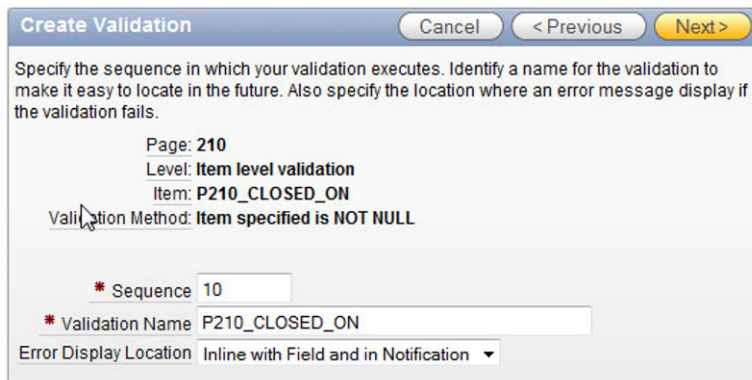 Create Validation
Cancel
< Previous
Next >
Specify the sequence in which your validation executes. Identify a name for the validation to
make it easy to locate in the future. Also specify the location where an error message display if
the validation fails.
Page: 210
Level: Item level validation
Item: P210_CLOSED_ON
Validation Method: Item specified is NOT NULL
* Sequence 10
* Validation Name P210_CLOSED_ON
Error Display Location Inline with Field and in Notification